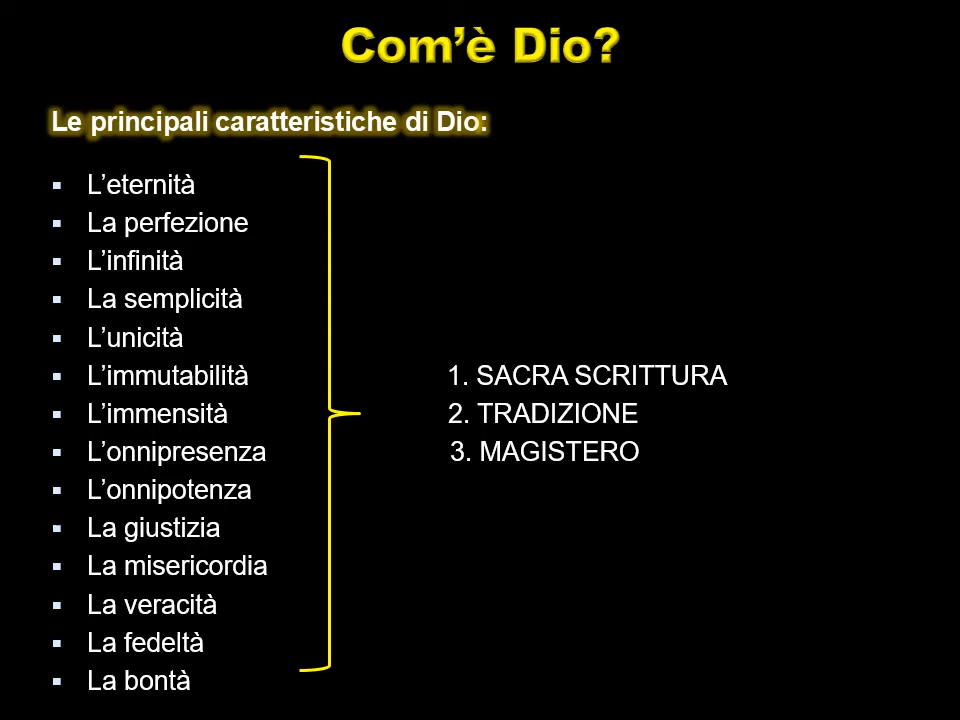 Com’è Dio?
Le principali caratteristiche di Dio:
▪ L’eternità
▪ La perfezione
▪ L’infinità
▪ La semplicità
▪ L’unicità
▪ L’immutabilità
▪ L’immensità
▪ L’onnipresenza
▪ L’onnipotenza
▪ La giustizia
▪ La misericordia
▪ La veracità
▪ La fedeltà
▪ La bontà
1. SACRA SCRITTURA
2. TRADIZIONE
3. MAGISTERO